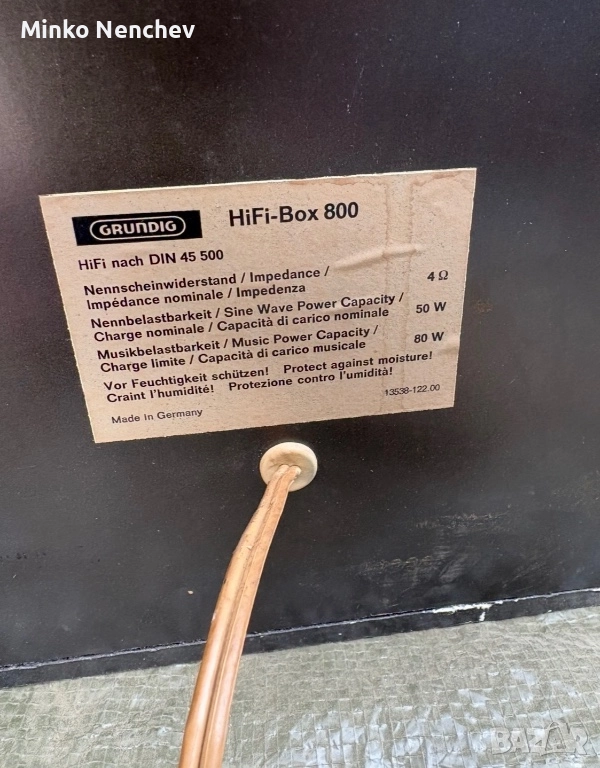 Minko Nenchev
GRUNDIG
HiFi-Box 800
HiFi nach DIN 45 500
Nennscheinwiderstand / Impedance /
Impédance nominale / Impedenza
4 Ω
Nennbelastbarkeit / Sine Wave Power Capacity /
Charge nominale / Capacità di carico nominale
50 W
Musikbelastbarkeit / Music Power Capacity /
Charge limite / Capacità di carico musicale
80 W
Vor Feuchtigkeit schützen! Protect against moisture!
Craint l'humidité! Protezione contro l'umidità!
13538-122.00
Made in Germany
BAZAR